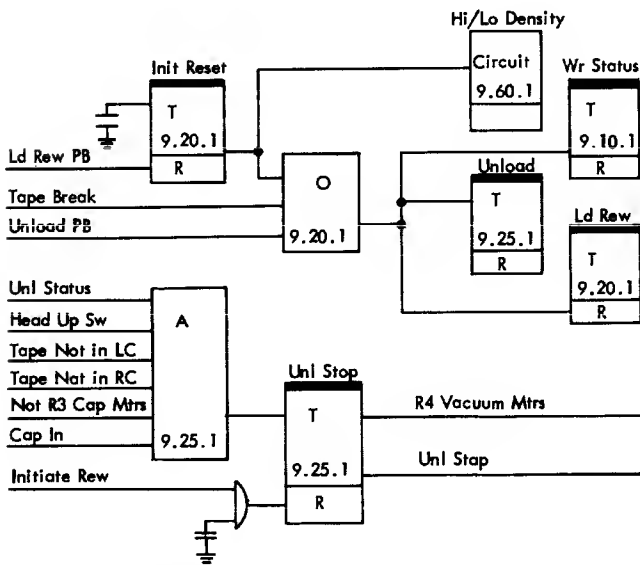 Hi/Lo Density
Circuit
9.60.1
Init Reset
T
9.20.1
R
Wr Status
T
9.10.1
R
Ld Rew PB
Tape Break
Unload PB
O
9.20.1
Unload
T
9.25.1
R
Ld Rew
T
9.20.1
R
Unl Status
Head Up Sw
Tape Not in LC
Tape Nat in RC
Not R3 Cap Mtrs
Cap In
A
9.25.1
Unl Stop
T
9.25.1
R
R4 Vacuum Mtrs
Unl Stap
Initiate Rew